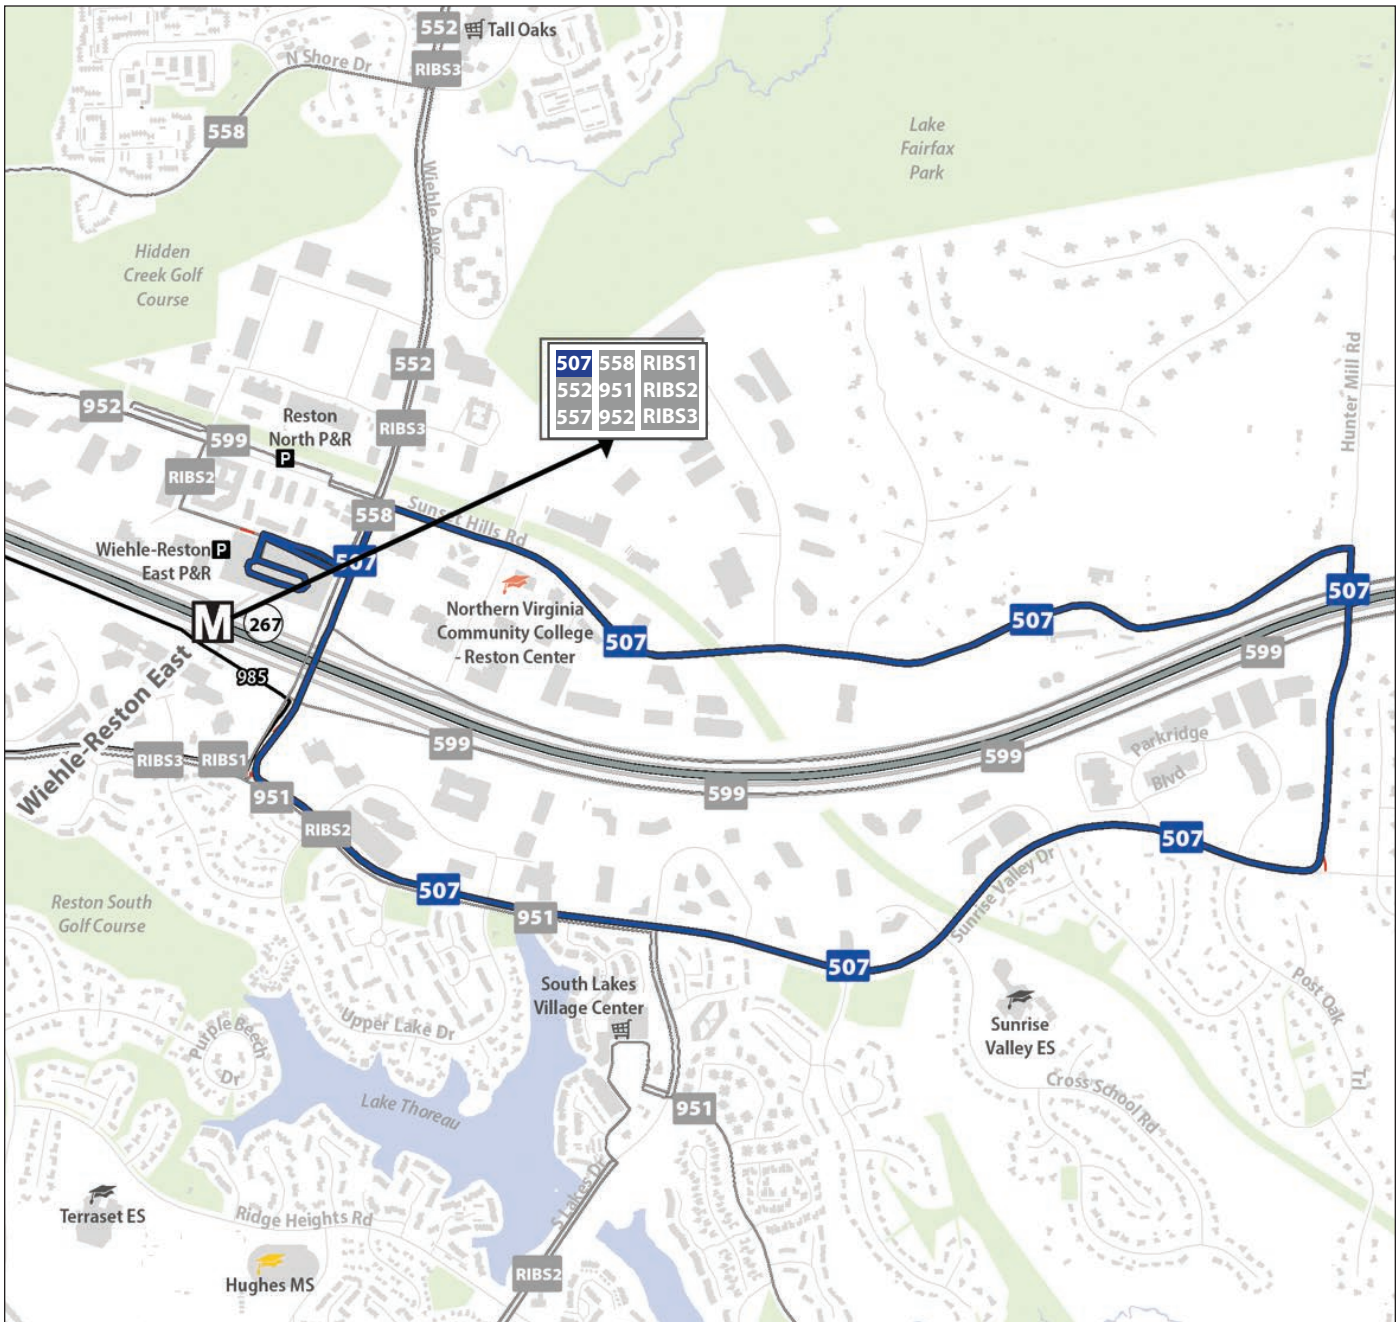 552
Tall Oaks
RIBS3
N Shore Dr
558
Wiehle Ave
Lake
Fairfax
Park
Hidden
Creek Golf
Course
Hunter Mill Rd
552
507 558 RIBS1
552 951 RIBS2
557 952 RIBS3
952
Reston
North P&R
P
599
RIBS3
RIBS2
558
Sunset Hills Rd
Wiehle-Reston P
East P&R
507
M
267
Northern Virginia
Community College
- Reston Center
507
507
507
599
985
Wiehle-Reston East
RIBS3
RIBS1
599
599
599
Parkridge
Blvd
951
RIBS2
507
507
951
Sunrise Valley Dr
507
Reston South
Golf Course
South Lakes
Village Center
Sunrise
Valley ES
Post Oak
Trl
Upper Lake Dr
Purple Beech
Dr
Lake Thoreau
Cross School Rd
951
S Lakes Dr
Terraset ES
Ridge Heights Rd
Hughes MS
RIBS2